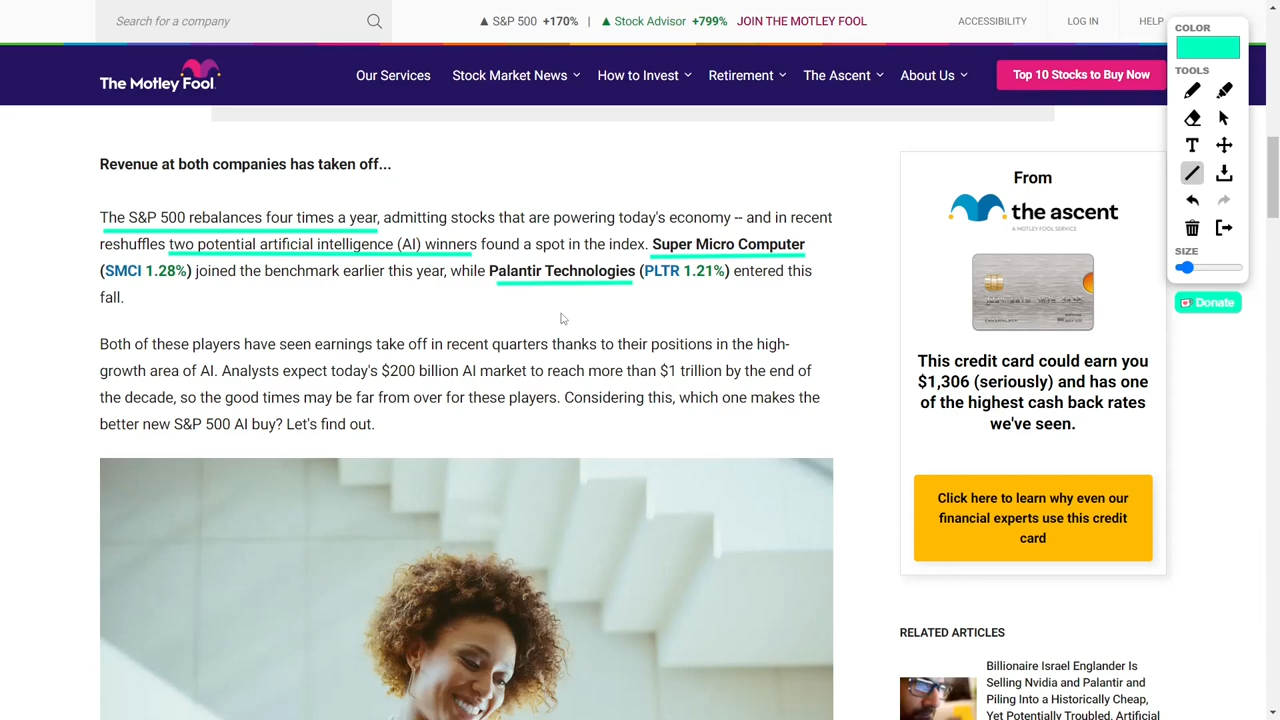 Search for a company
▲ S&P 500 +170% | ▲ Stock Advisor +799% JOIN THE MOTLEY FOOL
ACCESSIBILITY
LOG IN
HELP
The Motley Fool
Our Services
Stock Market News
How to Invest
Retirement
The Ascent
About Us
Top 10 Stocks to Buy Now
Revenue at both companies has taken off...
The S&P 500 rebalances four times a year, admitting stocks that are powering today's economy -- and in recent
reshuffles two potential artificial intelligence (AI) winners found a spot in the index. Super Micro Computer
(SMCI 1.28%) joined the benchmark earlier this year, while Palantir Technologies (PLTR 1.21%) entered this
fall.
Both of these players have seen earnings take off in recent quarters thanks to their positions in the high-
growth area of AI. Analysts expect today's $200 billion AI market to reach more than $1 trillion by the end of
the decade, so the good times may be far from over for these players. Considering this, which one makes the
better new S&P 500 AI buy? Let's find out.
From
the ascent
A MOTLEY FOOL SERVICE
This credit card could earn you
$1,306 (seriously) and has one
of the highest cash back rates
we've seen.
Click here to learn why even our
financial experts use this credit
card
RELATED ARTICLES
Billionaire Israel Englander Is
Selling Nvidia and Palantir and
Piling Into a Historically Cheap,
Yet Potentially Troubled, Artificial
COLOR
TOOLS
T
SIZE
Donate